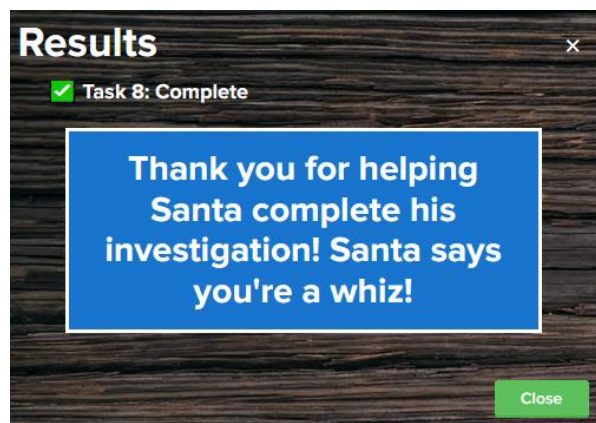 Results
×
Task 8: Complete
Thank you for helping
Santa complete his
investigation! Santa says
you're a whiz!
Close